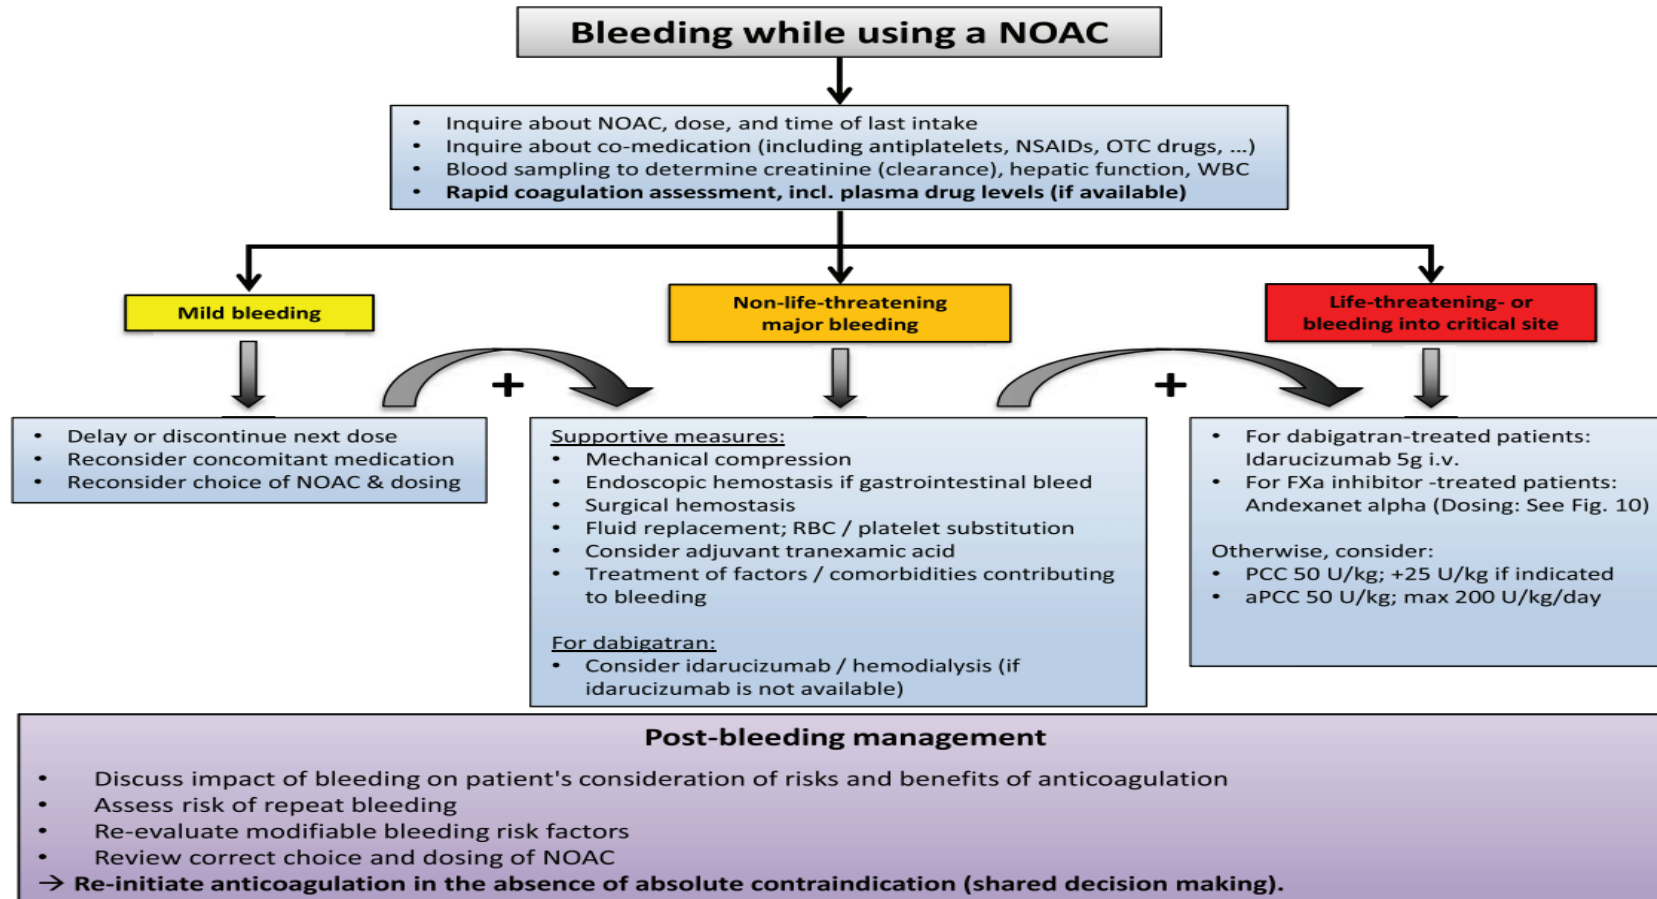 Bleeding while using a NOAC
• Inquire about NOAC, dose, and time of last intake
• Inquire about co-medication (including antiplatelets, NSAIDs, OTC drugs, ...)
• Blood sampling to determine creatinine (clearance), hepatic function, WBC
• Rapid coagulation assessment, incl. plasma drug levels (if available)
Mild bleeding
Non-life-threatening
major bleeding
Life-threatening- or
bleeding into critical site
+
+
• Delay or discontinue next dose
• Reconsider concomitant medication
• Reconsider choice of NOAC & dosing
Supportive measures:
• Mechanical compression
• Endoscopic hemostasis if gastrointestinal bleed
• Surgical hemostasis
• Fluid replacement; RBC / platelet substitution
• Consider adjuvant tranexamic acid
• Treatment of factors / comorbidities contributing
to bleeding
For dabigatran:
• Consider idarucizumab / hemodialysis (if
idarucizumab is not available)
• For dabigatran-treated patients:
Idarucizumab 5g i.v.
• For FXa inhibitor -treated patients:
Andexanet alpha (Dosing: See Fig. 10)
Otherwise, consider:
• PCC 50 U/kg; +25 U/kg if indicated
• aPCC 50 U/kg; max 200 U/kg/day
Post-bleeding management
• Discuss impact of bleeding on patient's consideration of risks and benefits of anticoagulation
• Assess risk of repeat bleeding
• Re-evaluate modifiable bleeding risk factors
• Review correct choice and dosing of NOAC
→ Re-initiate anticoagulation in the absence of absolute contraindication (shared decision making).